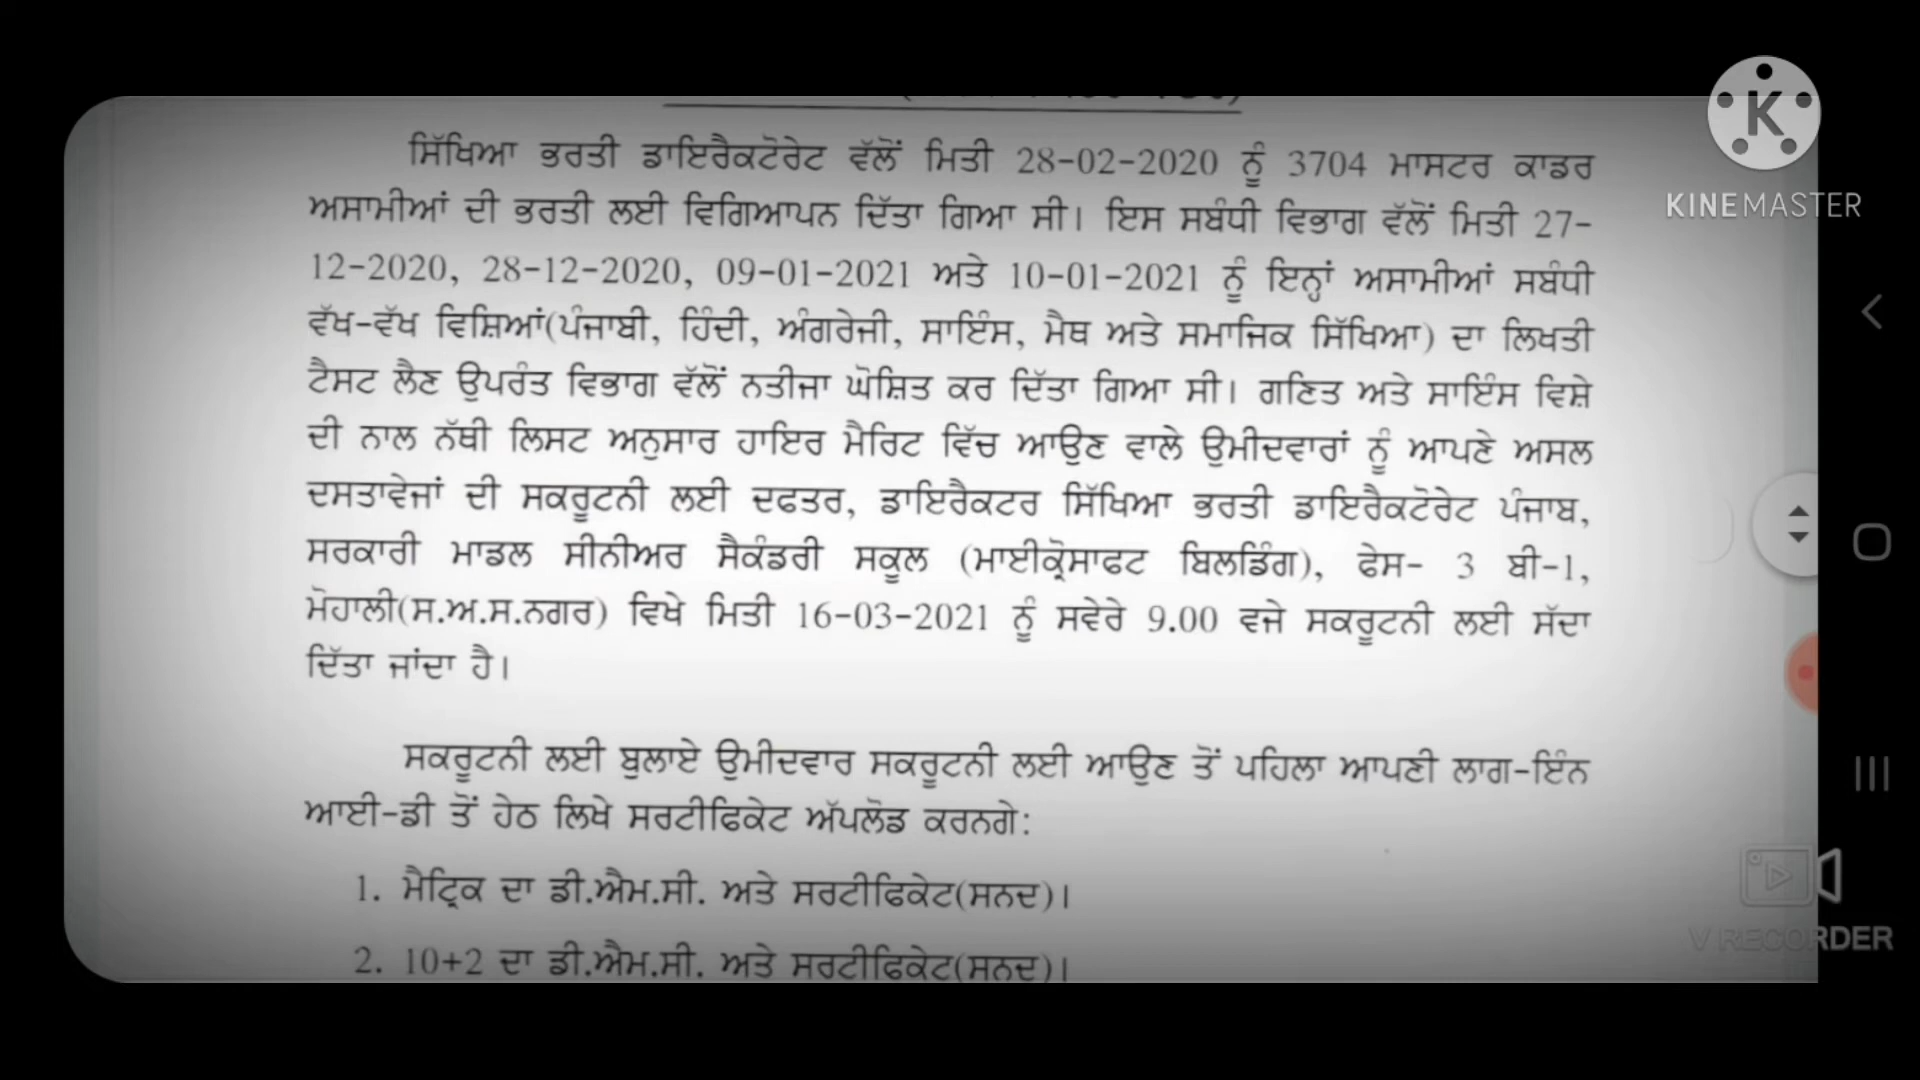 ਸਿੱਖਿਆ ਭਰਤੀ ਡਾਇਰੈਕਟੋਰੇਟ ਵੱਲੋਂ ਮਿਤੀ 28-02-2020 ਨੂੰ 3704 ਮਾਸਟਰ ਕਾਡਰ
ਅਸਾਮੀਆਂ ਦੀ ਭਰਤੀ ਲਈ ਵਿਗਿਆਪਨ ਦਿੱਤਾ ਗਿਆ ਸੀ। ਇਸ ਸਬੰਧੀ ਵਿਭਾਗ ਵੱਲੋਂ ਮਿਤੀ 27-
12-2020, 28-12-2020, 09-01-2021 ਅਤੇ 10-01-2021 ਨੂੰ ਇਨ੍ਹਾਂ ਅਸਾਮੀਆਂ ਸਬੰਧੀ
ਵੱਖ-ਵੱਖ ਵਿਸ਼ਿਆਂ(ਪੰਜਾਬੀ, ਹਿੰਦੀ, ਅੰਗਰੇਜੀ, ਸਾਇੰਸ, ਮੈਥ ਅਤੇ ਸਮਾਜਿਕ ਸਿੱਖਿਆ) ਦਾ ਲਿਖਤੀ
ਟੈਸਟ ਲੈਣ ਉਪਰੰਤ ਵਿਭਾਗ ਵੱਲੋਂ ਨਤੀਜਾ ਘੋਸ਼ਿਤ ਕਰ ਦਿੱਤਾ ਗਿਆ ਸੀ। ਗਣਿਤ ਅਤੇ ਸਾਇੰਸ ਵਿਸ਼ੇ
ਦੀ ਨਾਲ ਨੱਥੀ ਲਿਸਟ ਅਨੁਸਾਰ ਹਾਇਰ ਮੈਰਿਟ ਵਿੱਚ ਆਉਣ ਵਾਲੇ ਉਮੀਦਵਾਰਾਂ ਨੂੰ ਆਪਣੇ ਅਸਲ
ਦਸਤਾਵੇਜਾਂ ਦੀ ਸਕਰੂਟਨੀ ਲਈ ਦਫਤਰ, ਡਾਇਰੈਕਟਰ ਸਿੱਖਿਆ ਭਰਤੀ ਡਾਇਰੈਕਟੋਰੇਟ ਪੰਜਾਬ,
ਸਰਕਾਰੀ ਮਾਡਲ ਸੀਨੀਅਰ ਸੈਕੰਡਰੀ ਸਕੂਲ (ਮਾਈਕ੍ਰੋਸਾਫਟ ਬਿਲਡਿੰਗ), ਫੇਸ- 3 ਬੀ-1,
ਮੋਹਾਲੀ(ਸ.ਅ.ਸ.ਨਗਰ) ਵਿਖੇ ਮਿਤੀ 16-03-2021 ਨੂੰ ਸਵੇਰੇ 9.00 ਵਜੇ ਸਕਰੂਟਨੀ ਲਈ ਸੱਦਾ
ਦਿੱਤਾ ਜਾਂਦਾ ਹੈ।
ਸਕਰੂਟਨੀ ਲਈ ਬੁਲਾਏ ਉਮੀਦਵਾਰ ਸਕਰੂਟਨੀ ਲਈ ਆਉਣ ਤੋਂ ਪਹਿਲਾ ਆਪਣੀ ਲਾਗ-ਇੰਨ
ਆਈ-ਡੀ ਤੋਂ ਹੇਠ ਲਿਖੇ ਸਰਟੀਫਿਕੇਟ ਅੱਪਲੋਡ ਕਰਨਗੇ:
1. ਮੈਟ੍ਰਿਕ ਦਾ ਡੀ.ਐਮ.ਸੀ. ਅਤੇ ਸਰਟੀਫਿਕੇਟ(ਸਨਦ)।
2. 10+2 ਦਾ ਡੀ.ਐਮ.ਸੀ. ਅਤੇ ਸਰਟੀਫਿਕੇਟ(ਸਨਦ)।
K
KINEMASTER
V RECORDER